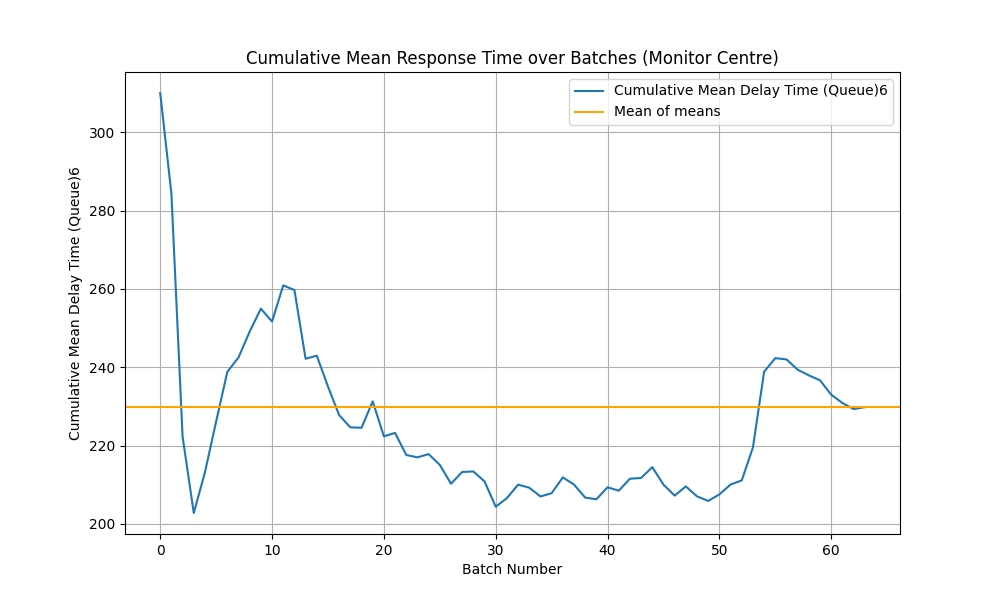 Cumulative Mean Response Time over Batches (Monitor Centre)
Cumulative Mean Delay Time (Queue)6
Mean of means
Cumulative Mean Delay Time (Queue)6
300
280
260
240
220
200
0 10 20 30 40 50 60
Batch Number